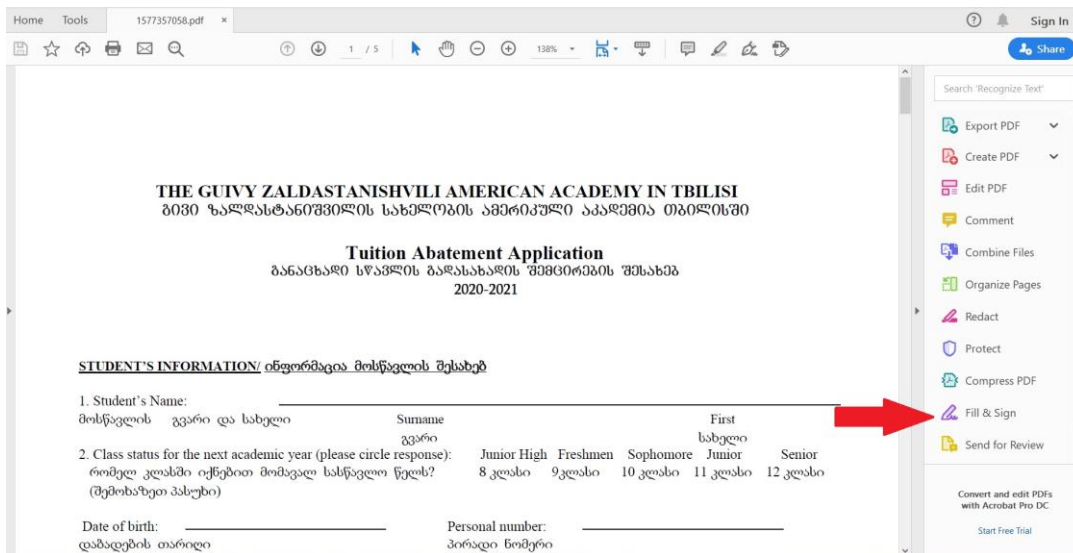 Home Tools 1577357058.pdf × Sign In
1 / 5 138% Share
Search 'Recognize Text'
Export PDF
Create PDF
Edit PDF
Comment
Combine Files
Organize Pages
Redact
Protect
Compress PDF
Fill & Sign
Send for Review
Convert and edit PDFs
with Acrobat Pro DC
Start Free Trial
THE GUIVY ZALDASTANISHVILI AMERICAN ACADEMY IN TBILISI
გივი ზალდასტანიშვილის სახელობის ამერიკული აკადემია თბილისში
Tuition Abatement Application
განაცხადი სწავლის გადასახადის შემცირების შესახებ
2020-2021
STUDENT'S INFORMATION/ ინფორმაცია მოსწავლის შესახებ
1. Student's Name:
მოსწავლის გვარი და სახელი Surname First
გვარი სახელი
2. Class status for the next academic year (please circle response): Junior High Freshmen Sophomore Junior Senior
რომელ კლასში იქნებით მომავალ სასწავლო წელს? 8 კლასი 9კლასი 10 კლასი 11 კლასი 12 კლასი
(შემოხაზეთ პასუხი)
Date of birth: Personal number:
დაბადების თარიღი პირადი ნომერი